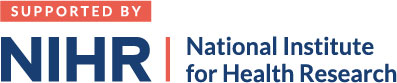 SUPPORTED BY
NIHR
National Institute
for Health Research